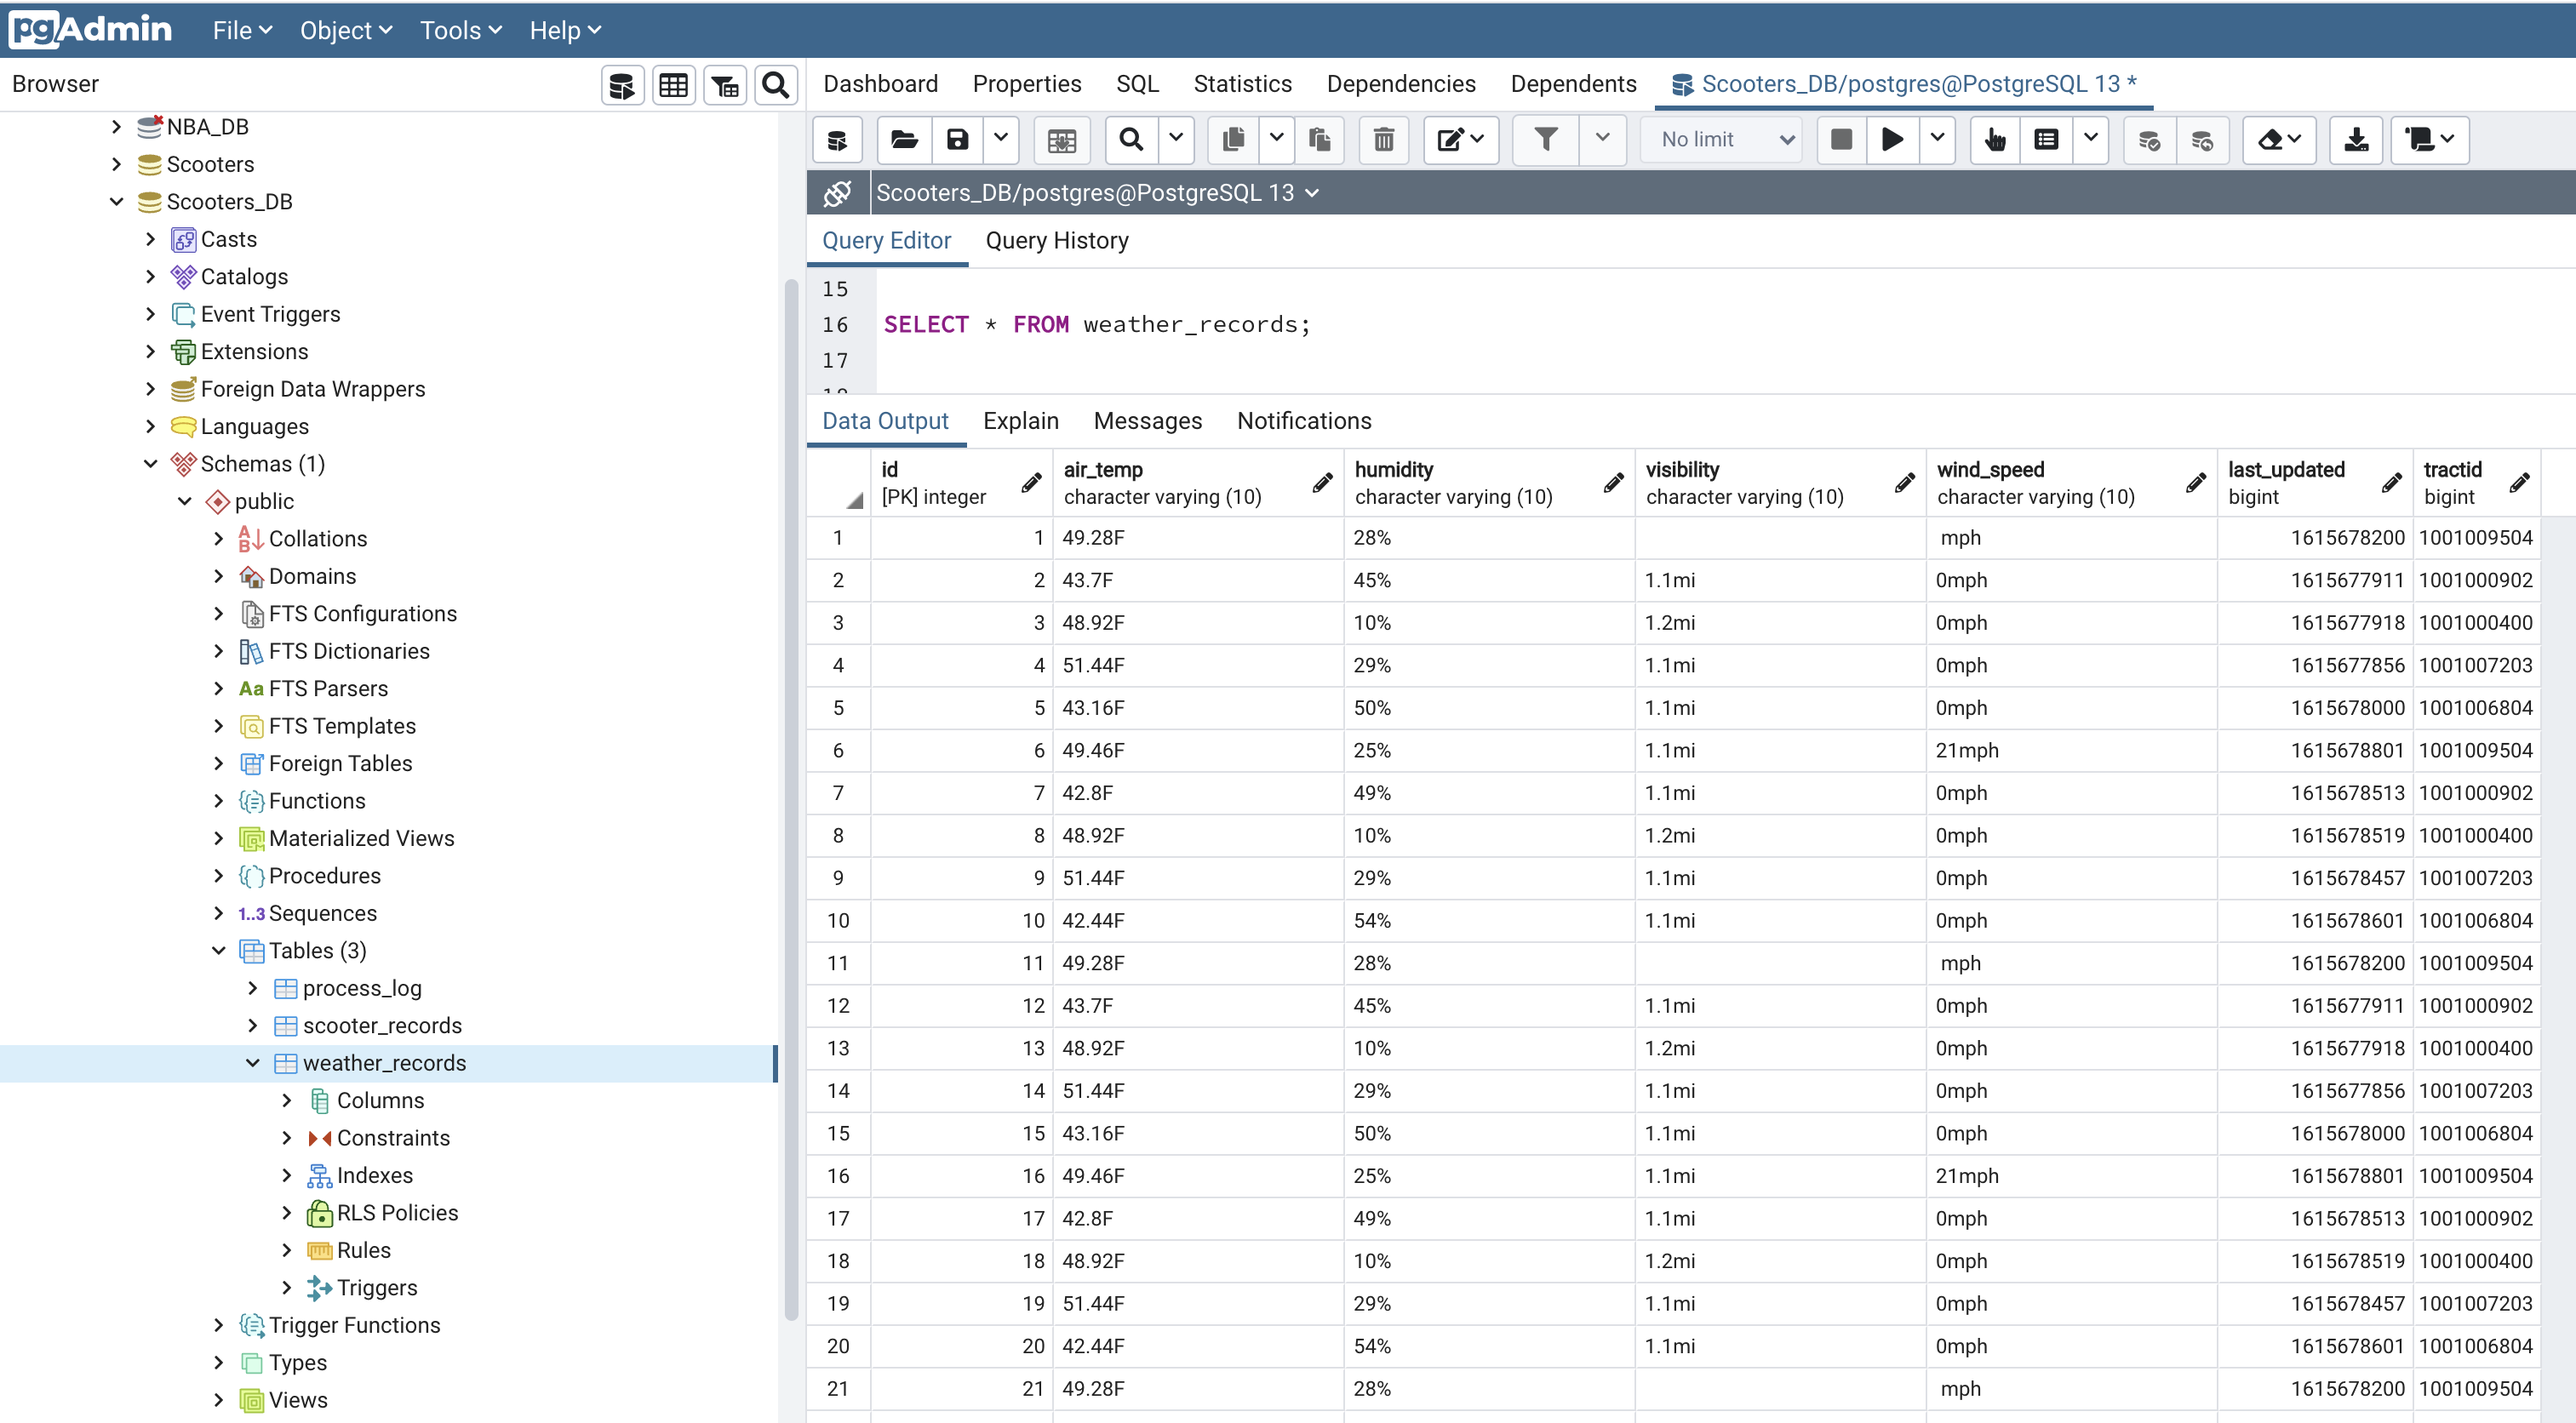 pgAdmin File Object Tools Help
Browser
NBA_DB
Scooters
Scooters_DB
Casts
Catalogs
Event Triggers
Extensions
Foreign Data Wrappers
Languages
Schemas (1)
public
Collations
Domains
FTS Configurations
FTS Dictionaries
Aa FTS Parsers
FTS Templates
Foreign Tables
Functions
Materialized Views
Procedures
1..3 Sequences
Tables (3)
process_log
scooter_records
weather_records
Columns
Constraints
Indexes
RLS Policies
Rules
Triggers
Trigger Functions
Types
Views
Dashboard Properties SQL Statistics Dependencies Dependents Scooters_DB/postgres@PostgreSQL 13 *
No limit
Scooters_DB/postgres@PostgreSQL 13
Query Editor Query History
15
16 SELECT * FROM weather_records;
17
Data Output Explain Messages Notifications
id air_temp humidity visibility wind_speed last_updated tractid
[PK] integer character varying (10) character varying (10) character varying (10) character varying (10) bigint bigint
1 1 49.28F 28% mph 1615678200 1001009504
2 2 43.7F 45% 1.1mi 0mph 1615677911 1001000902
3 3 48.92F 10% 1.2mi 0mph 1615677918 1001000400
4 4 51.44F 29% 1.1mi 0mph 1615677856 1001007203
5 5 43.16F 50% 1.1mi 0mph 1615678000 1001006804
6 6 49.46F 25% 1.1mi 21mph 1615678801 1001009504
7 7 42.8F 49% 1.1mi 0mph 1615678513 1001000902
8 8 48.92F 10% 1.2mi 0mph 1615678519 1001000400
9 9 51.44F 29% 1.1mi 0mph 1615678457 1001007203
10 10 42.44F 54% 1.1mi 0mph 1615678601 1001006804
11 11 49.28F 28% mph 1615678200 1001009504
12 12 43.7F 45% 1.1mi 0mph 1615677911 1001000902
13 13 48.92F 10% 1.2mi 0mph 1615677918 1001000400
14 14 51.44F 29% 1.1mi 0mph 1615677856 1001007203
15 15 43.16F 50% 1.1mi 0mph 1615678000 1001006804
16 16 49.46F 25% 1.1mi 21mph 1615678801 1001009504
17 17 42.8F 49% 1.1mi 0mph 1615678513 1001000902
18 18 48.92F 10% 1.2mi 0mph 1615678519 1001000400
19 19 51.44F 29% 1.1mi 0mph 1615678457 1001007203
20 20 42.44F 54% 1.1mi 0mph 1615678601 1001006804
21 21 49.28F 28% mph 1615678200 1001009504